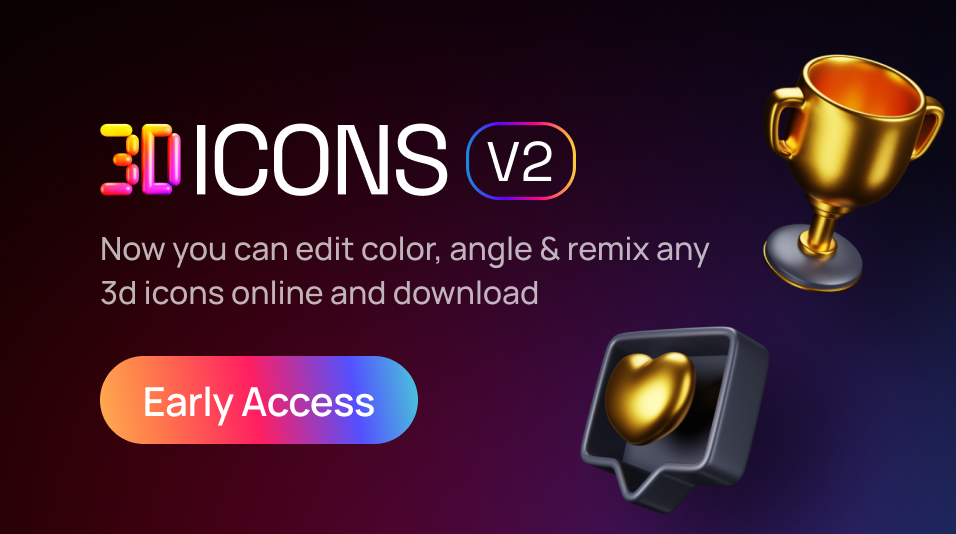 3D ICONS V2
Now you can edit color, angle & remix any
3d icons online and download
Early Access